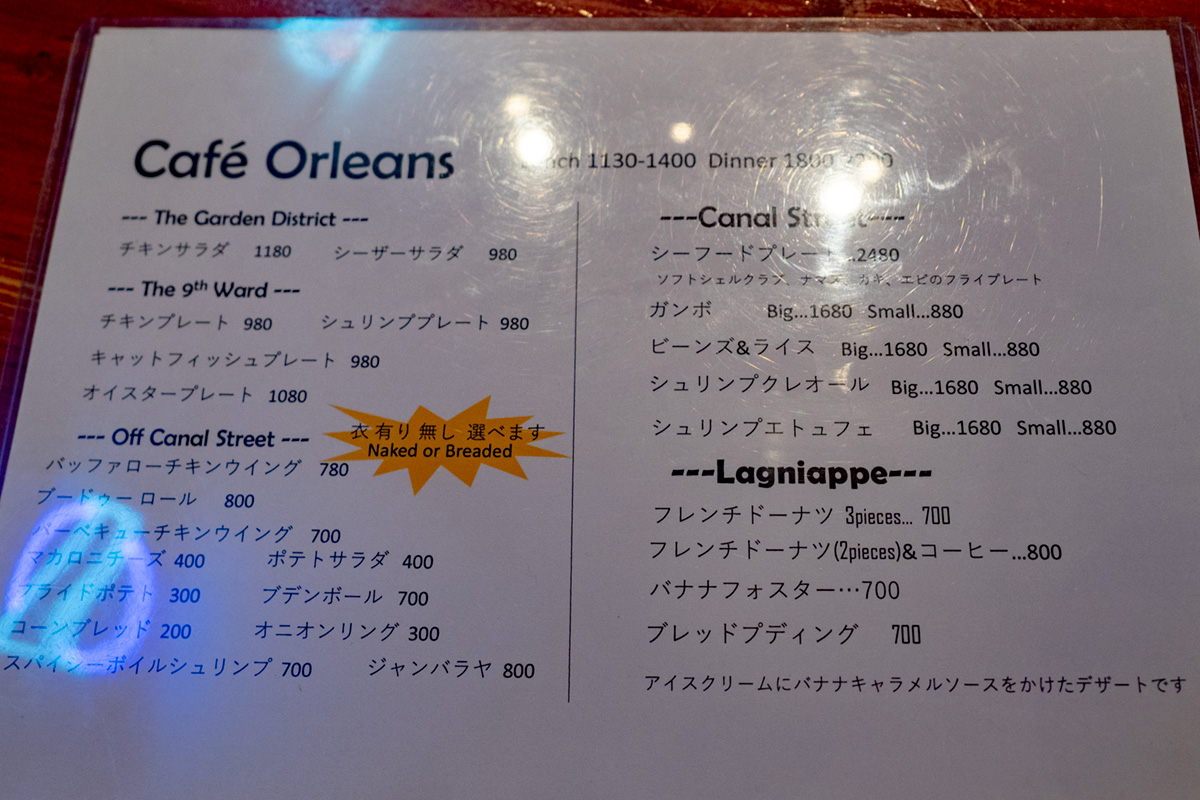 Café Orleans
1130-1400 Dinner 1800
--- The Garden District ---
チキンサラダ 1180 シーザーサラダ 980
--- The 9th Ward ---
チキンプレート 980 シュリンププレート 980
キャットフィッシュプレート 980
オイスタープレート 1080
--- Off Canal Street ---
衣有り無し 選べます
Naked or Breaded
バッファローチキンウイング 780
ブードゥーロール 800
バーベキューチキンウイング 700
マカロニチーズ 400 ポテトサラダ 400
フライドポテト 300 ブデンボール 700
コーンブレッド 200 オニオンリング 300
スパイシーボイルシュリンプ 700 ジャンバラヤ 800
---Canal Street---
シーフードプレート...2480
ソフトシェルクラブ、ナマズ、カキ、エビのフライプレート
ガンボ Big...1680 Small...880
ビーンズ&ライス Big...1680 Small...880
シュリンプクレオール Big...1680 Small...880
シュリンプエトュフェ Big...1680 Small...880
---Lagniappe---
フレンチドーナツ 3pieces... 700
フレンチドーナツ(2pieces)&コーヒー...800
バナナフォスター…700
ブレッドプディング 700
アイスクリームにバナナキャラメルソースをかけたデザートです